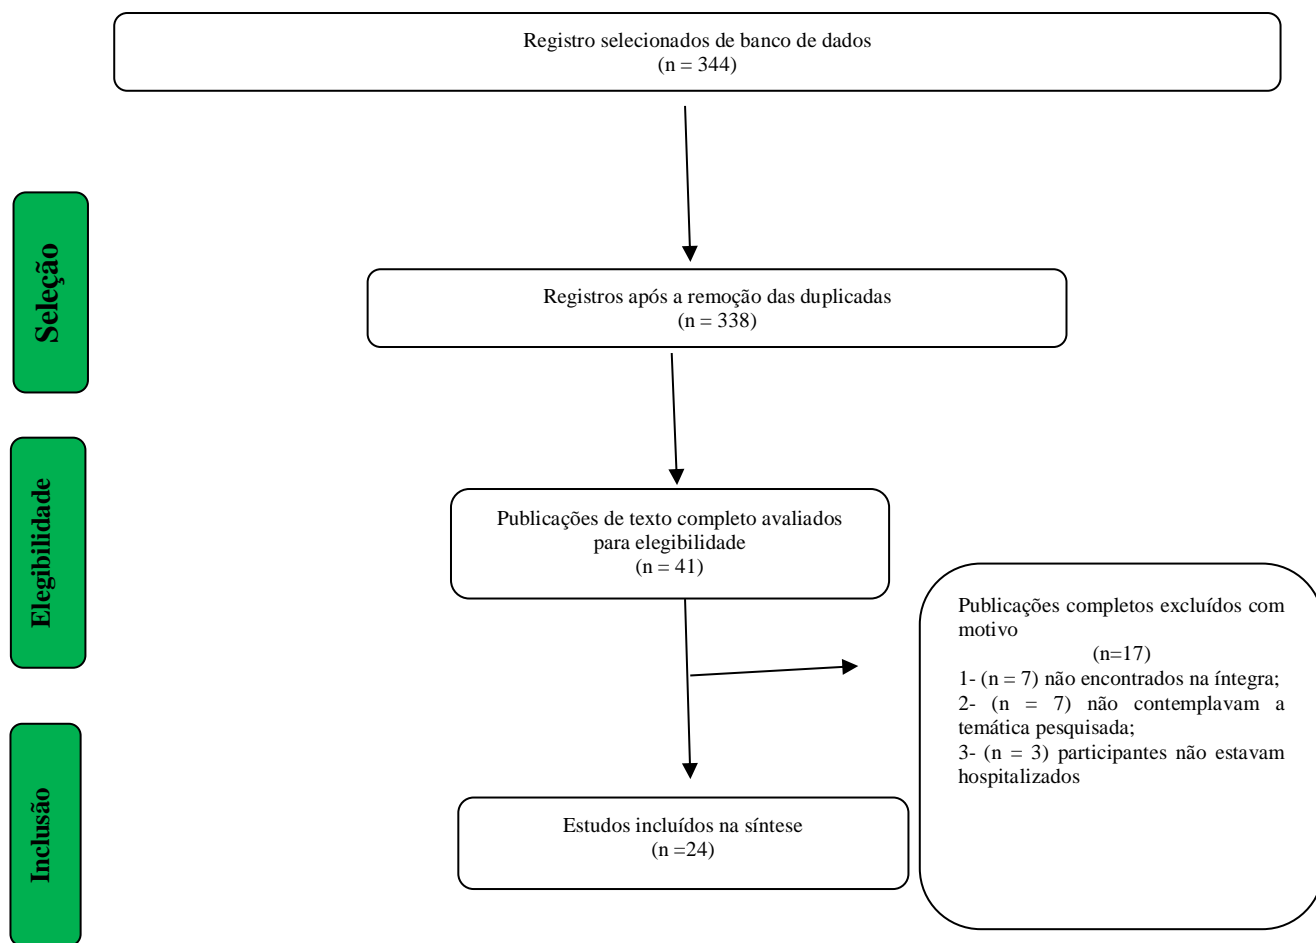 Registro selecionados de banco de dados
(n = 344)
Seleção
Registros após a remoção das duplicadas
(n = 338)
Elegibilidade
Publicações de texto completo avaliados
para elegibilidade
(n = 41)
Publicações completos excluídos com
motivo
(n=17)
1- (n = 7) não encontrados na íntegra;
2- (n = 7) não contemplavam a
temática pesquisada;
3- (n = 3) participantes não estavam
hospitalizados
Inclusão
Estudos incluídos na síntese
(n =24)